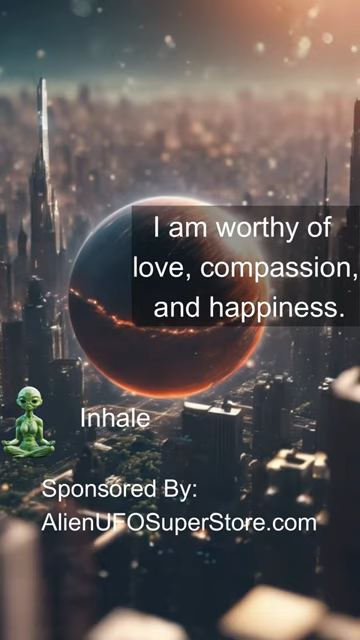 I am worthy of
love, compassion,
and happiness.
Inhale
Sponsored By:
AlienUFOSuperStore.com